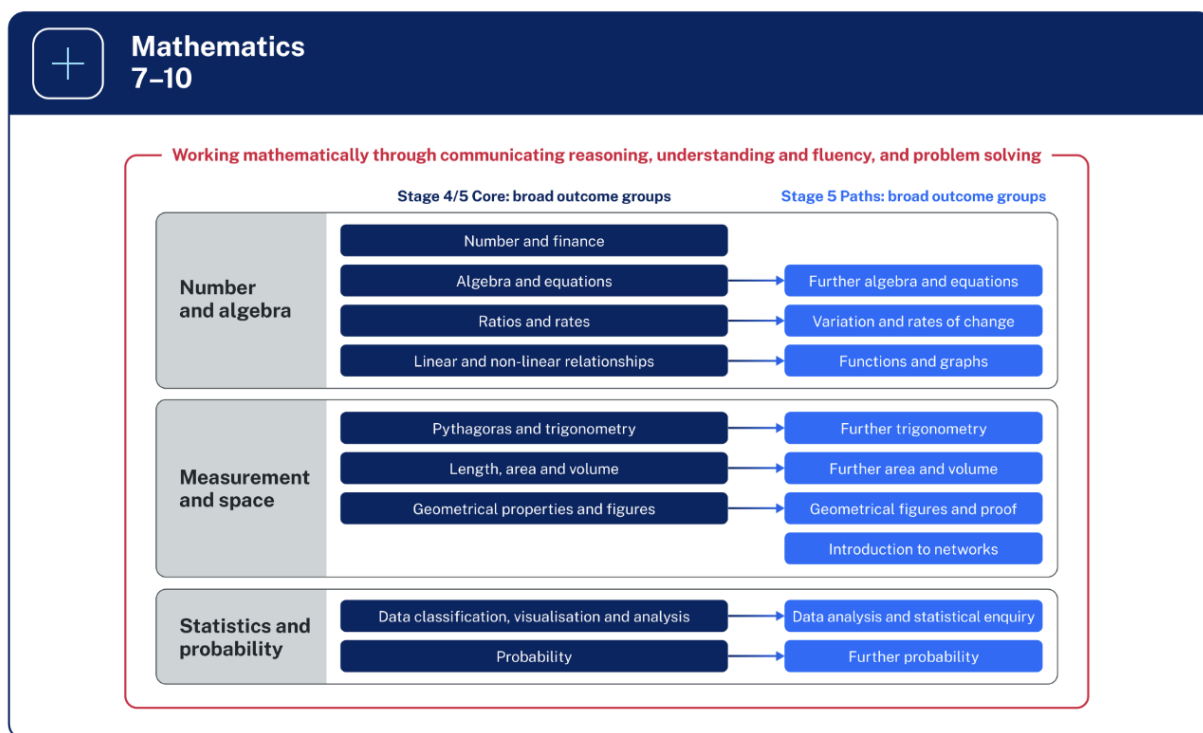 Mathematics
7–10
Working mathematically through communicating reasoning, understanding and fluency, and problem solving
Stage 4/5 Core: broad outcome groups
Stage 5 Paths: broad outcome groups
Number
and algebra
Number and finance
Algebra and equations
Further algebra and equations
Ratios and rates
Variation and rates of change
Linear and non-linear relationships
Functions and graphs
Measurement
and space
Pythagoras and trigonometry
Further trigonometry
Length, area and volume
Further area and volume
Geometrical properties and figures
Geometrical figures and proof
Introduction to networks
Statistics and
probability
Data classification, visualisation and analysis
Data analysis and statistical enquiry
Probability
Further probability